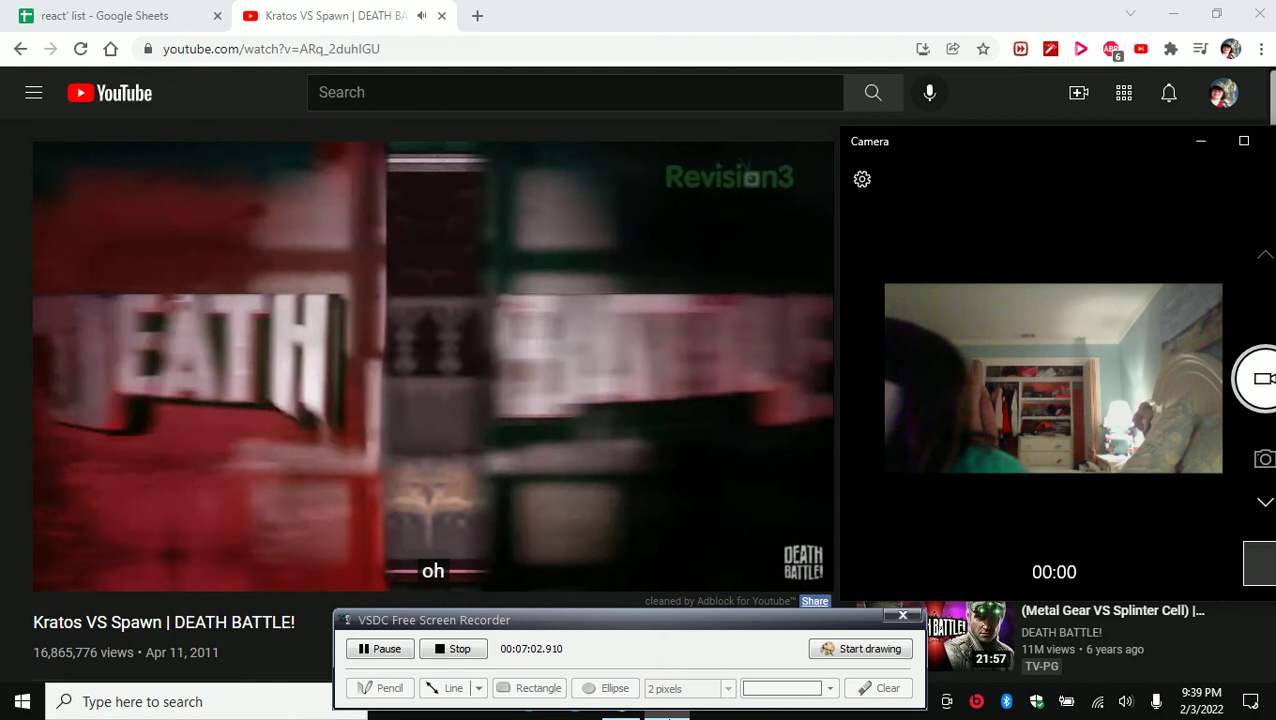 react' list - Google Sheets
Kratos VS Spawn | DEATH BA
youtube.com/watch?v=ARq_2duhIGU
6
YouTube
Search
Camera
Revision3
DEATH
oh
DEATH
BATTLE!
00:00
cleaned by Adblock for Youtube™ Share
Kratos VS Spawn | DEATH BATTLE!
16,865,776 views • Apr 11, 2011
VSDC Free Screen Recorder
Pause
Stop
00:07:02.910
Start drawing
Pencil
Line
Rectangle
Ellipse
2 pixels
Clear
(Metal Gear VS Splinter Cell) |...
DEATH BATTLE!
11M views • 6 years ago
TV-PG
21:57
Type here to search
9:39 PM
2/3/2022